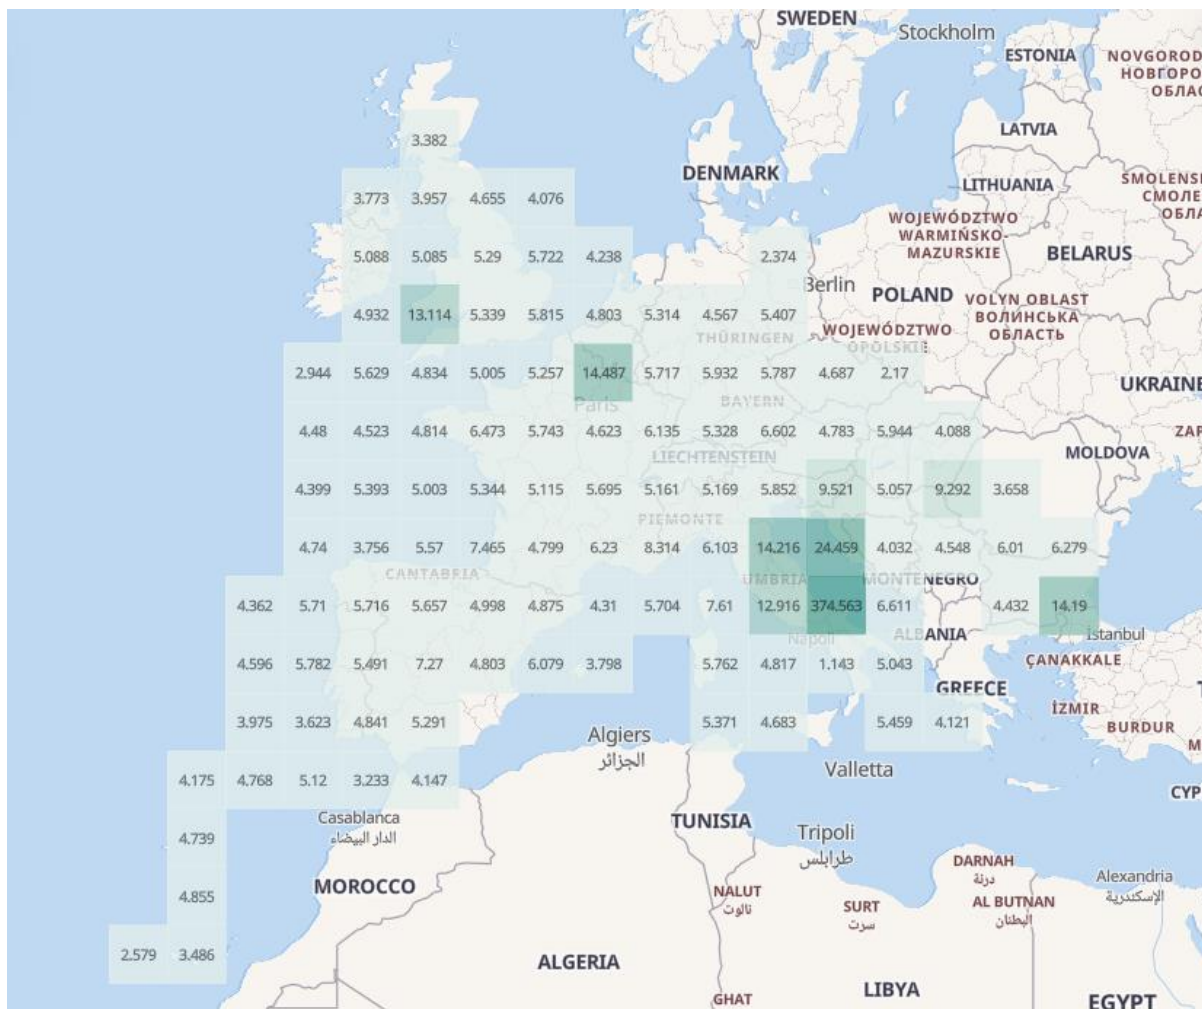 SWEDEN
Stockholm
ESTONIA
NOVGOROD
НОВГОРО
ОБЛАС
3.382
LATVIA
DENMARK
LITHUANIA
SMOLENS
СМОЛЕ
ОБЛА
3.773 3.957 4.655 4.076
WOJEWÓDZTWO
WARMIŃSKO-
MAZURSKIE
BELARUS
5.088 5.085 5.29 5.722 4.238 2.374
Berlin
POLAND
VOLYN OBLAST
ВОЛИНСЬКА
ОБЛАСТЬ
4.932 13.114 5.339 5.815 4.803 5.314 4.567 5.407
THÜRINGEN
WOJEWÓDZTWO
OPOLSKIE
2.944 5.629 4.834 5.005 5.257 14.487 5.717 5.932 5.787 4.687 2.17
UKRAINE
Paris
BAYERN
4.48 4.523 4.814 6.473 5.743 4.623 6.135 5.328 6.602 4.783 5.944 4.088
ZAP
LIECHTENSTEIN
MOLDOVA
4.399 5.393 5.003 5.344 5.115 5.695 5.161 5.169 5.852 9.521 5.057 9.292 3.658
PIEMONTE
4.74 3.756 5.57 7.465 4.799 6.23 8.314 6.103 14.216 24.459 4.032 4.548 6.01 6.279
CANTABRIA
UMBRIA
MONTENEGRO
NEGRO
4.362 5.71 5.716 5.657 4.998 4.875 4.31 5.704 7.61 12.916 374.563 6.611 4.432 14.19
Napoli
ALBANIA
İstanbul
4.596 5.782 5.491 7.27 4.803 6.079 3.798 5.762 4.817 1.143 5.043
ÇANAKKALE
GREECE
İZMIR
3.975 3.623 4.841 5.291 5.371 4.683 5.459 4.121
BURDUR
Algiers
الجزائر
Valletta
4.175 4.768 5.12 3.233 4.147
CYP
Casablanca
الدار البيضاء
TUNISIA
Tripoli
طرابلس
4.739
DARNAH
درنة
Alexandria
الإسكندرية
MOROCCO
NALUT
نالوت
SURT
سرت
AL BUTNAN
البطنان
4.855
2.579 3.486
ALGERIA
LIBYA
GHAT
EGYPT